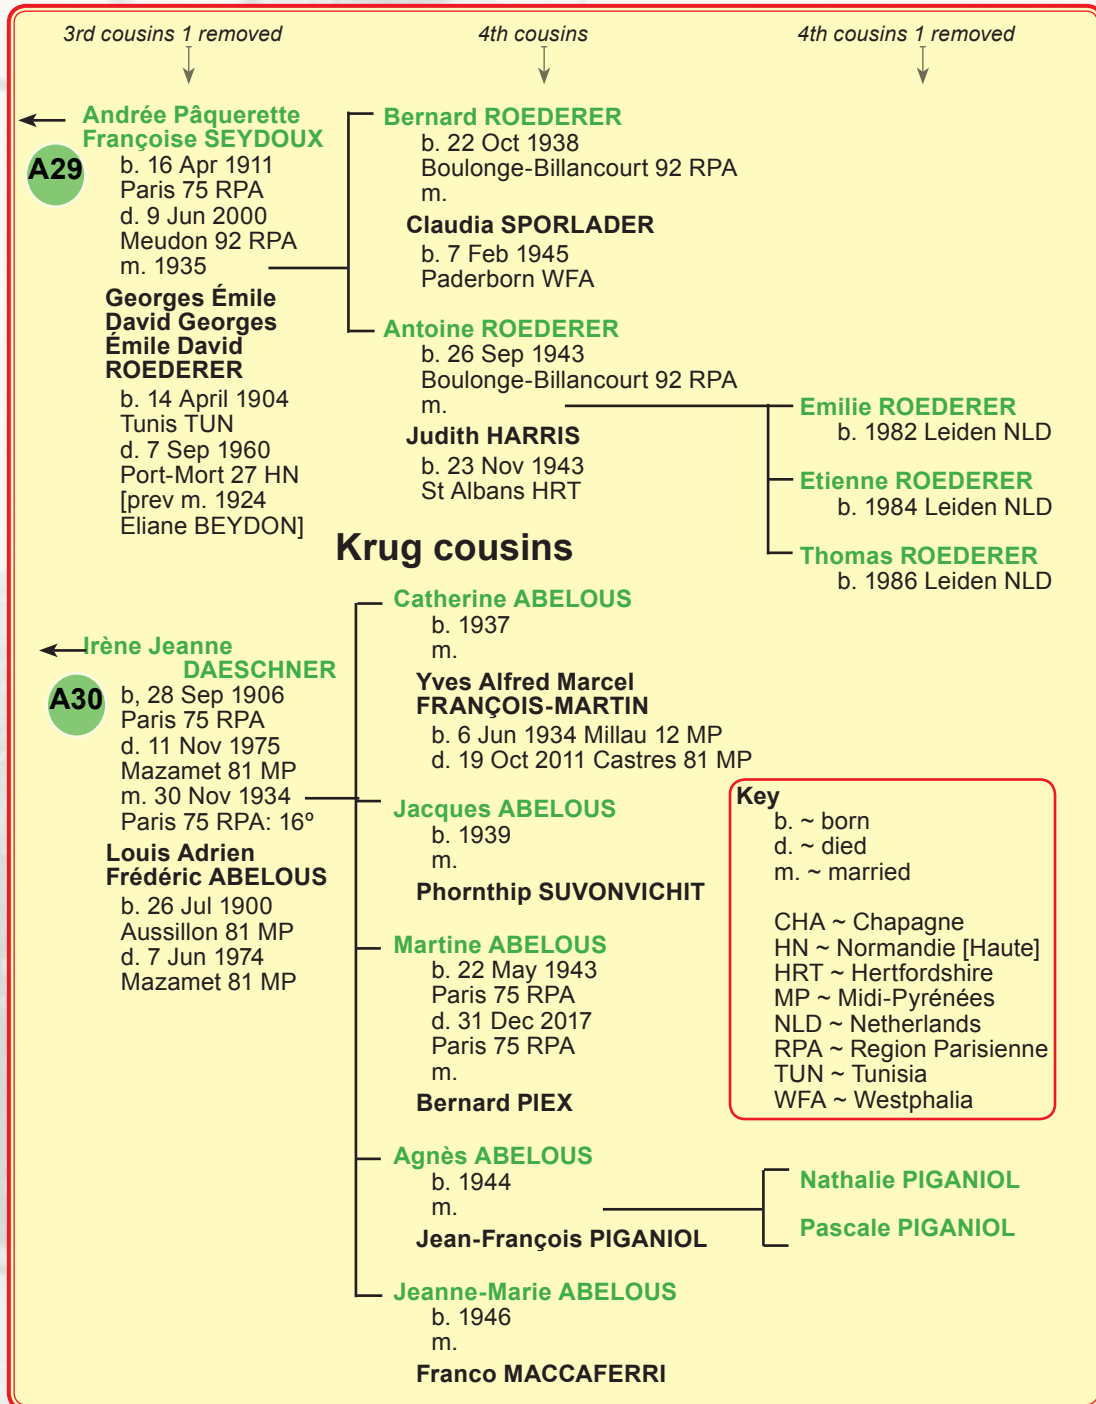 3rd cousins 1 removed
4th cousins
4th cousins 1 removed
A29
Andrée Pâquerette
Françoise SEYDOUX
b. 16 Apr 1911
Paris 75 RPA
d. 9 Jun 2000
Meudon 92 RPA
m. 1935
Georges Émile
David Georges
Émile David
ROEDERER
b. 14 April 1904
Tunis TUN
d. 7 Sep 1960
Port-Mort 27 HN
[prev m. 1924
Eliane BEYDON]
Bernard ROEDERER
b. 22 Oct 1938
Boulonge-Billancourt 92 RPA
m.
Claudia SPORLADER
b. 7 Feb 1945
Paderborn WFA
Antoine ROEDERER
b. 26 Sep 1943
Boulonge-Billancourt 92 RPA
m.
Judith HARRIS
b. 23 Nov 1943
St Albans HRT
Emilie ROEDERER
b. 1982 Leiden NLD
Etienne ROEDERER
b. 1984 Leiden NLD
Thomas ROEDERER
b. 1986 Leiden NLD
Krug cousins
A30
Irène Jeanne
DAESCHNER
b, 28 Sep 1906
Paris 75 RPA
d. 11 Nov 1975
Mazamet 81 MP
m. 30 Nov 1934
Paris 75 RPA: 16º
Louis Adrien
Frédéric ABELOUS
b. 26 Jul 1900
Aussillon 81 MP
d. 7 Jun 1974
Mazamet 81 MP
Catherine ABELOUS
b. 1937
m.
Yves Alfred Marcel
FRANÇOIS-MARTIN
b. 6 Jun 1934 Millau 12 MP
d. 19 Oct 2011 Castres 81 MP
Jacques ABELOUS
b. 1939
m.
Phornthip SUVONVICHIT
Martine ABELOUS
b. 22 May 1943
Paris 75 RPA
d. 31 Dec 2017
Paris 75 RPA
m.
Bernard PIEX
Agnès ABELOUS
b. 1944
m.
Jean-François PIGANIOL
Nathalie PIGANIOL
Pascale PIGANIOL
Jeanne-Marie ABELOUS
b. 1946
m.
Franco MACCAFERRI
Key
b. ~ born
d. ~ died
m. ~ married
CHA ~ Chapagne
HN ~ Normandie [Haute]
HRT ~ Hertfordshire
MP ~ Midi-Pyrénées
NLD ~ Netherlands
RPA ~ Region Parisienne
TUN ~ Tunisia
WFA ~ Westphalia